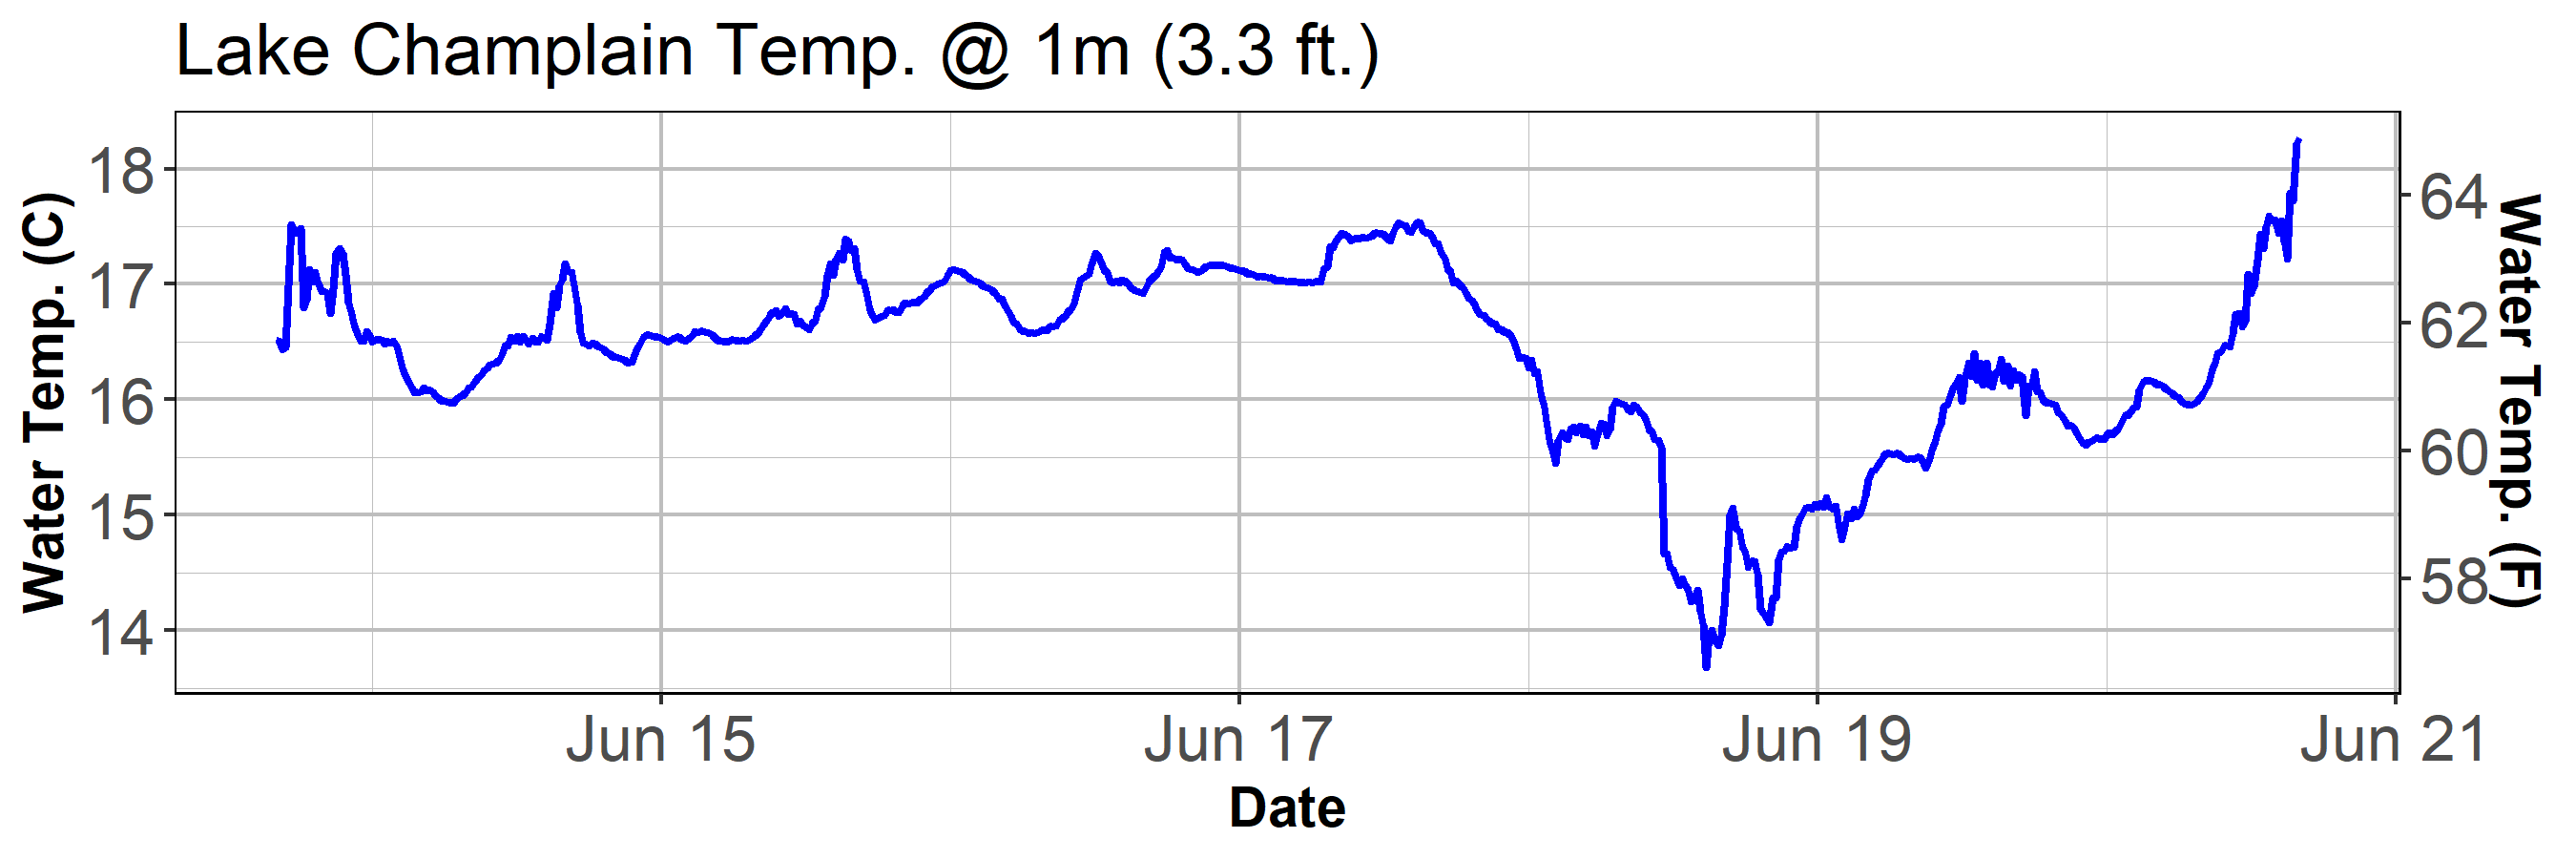 Lake Champlain Temp. @ 1m (3.3 ft.)
Water Temp. (C)
18
17
16
15
14
64
62
60
58
Water Temp. (F)
Jun 15 Jun 17 Jun 19 Jun 21
Date